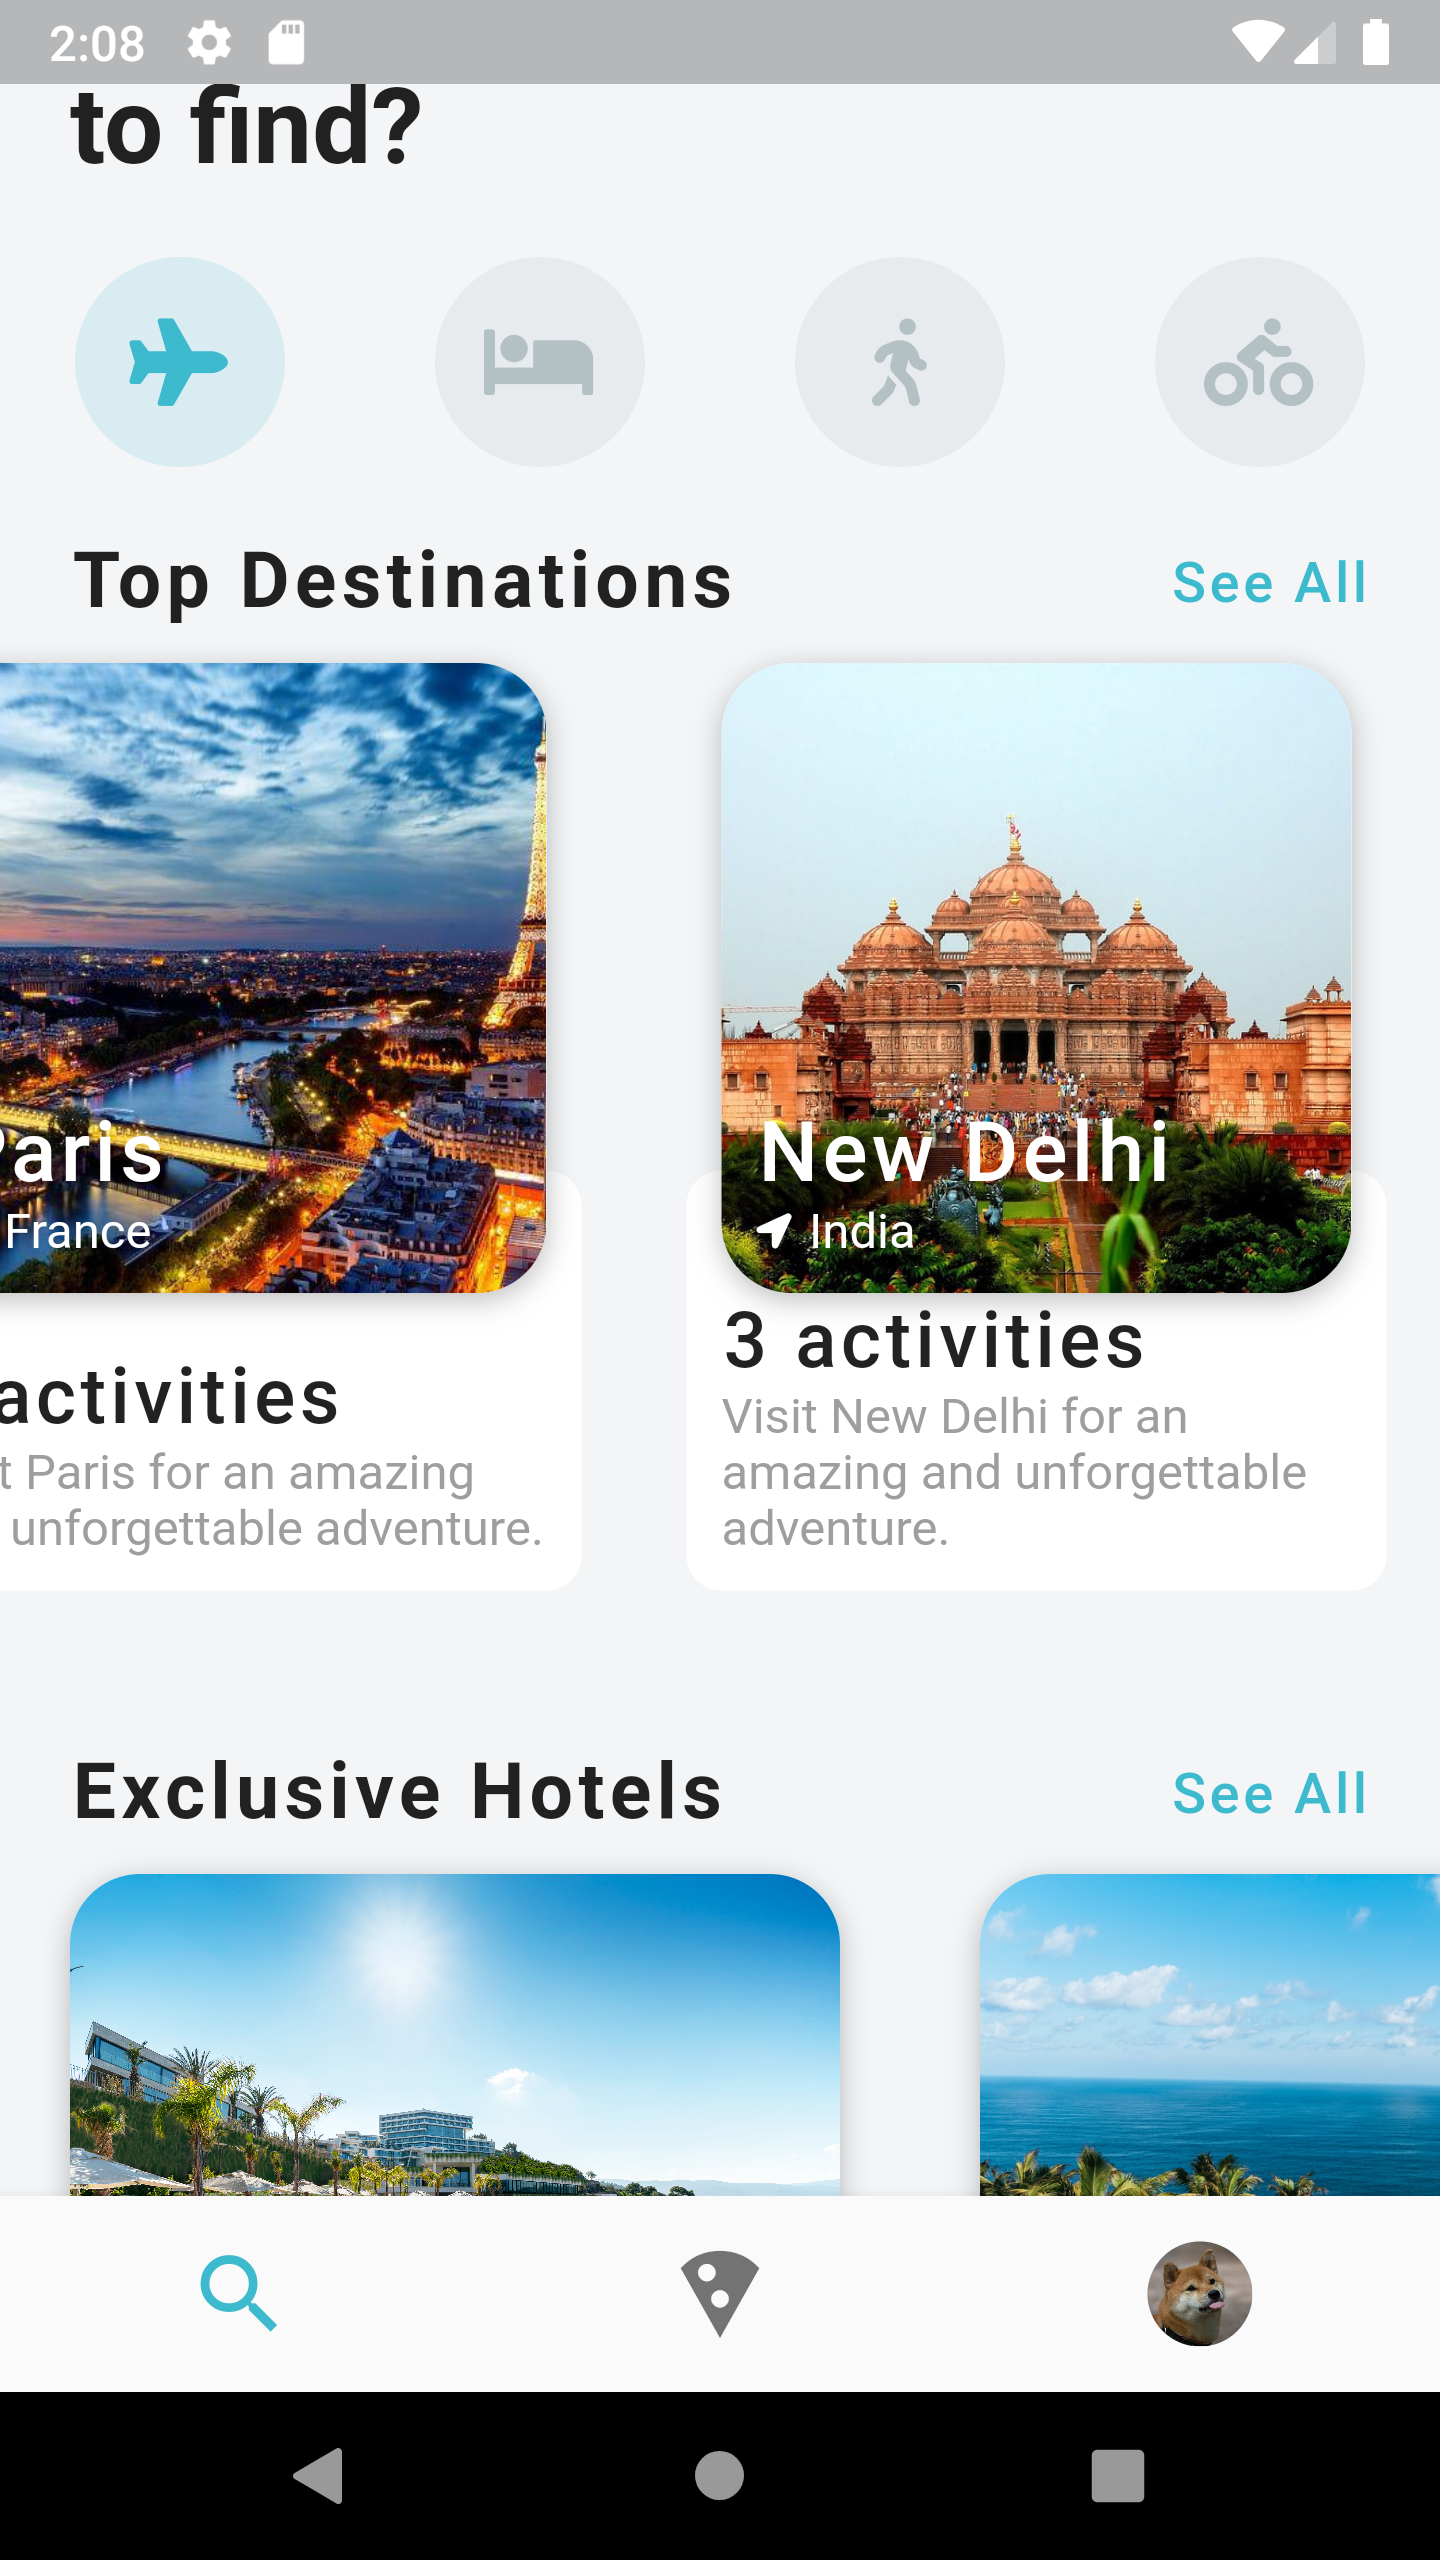 2:08
to find?
Top Destinations
See All
Paris
France
activities
t Paris for an amazing
unforgettable adventure.
New Delhi
India
3 activities
Visit New Delhi for an
amazing and unforgettable
adventure.
Exclusive Hotels
See All